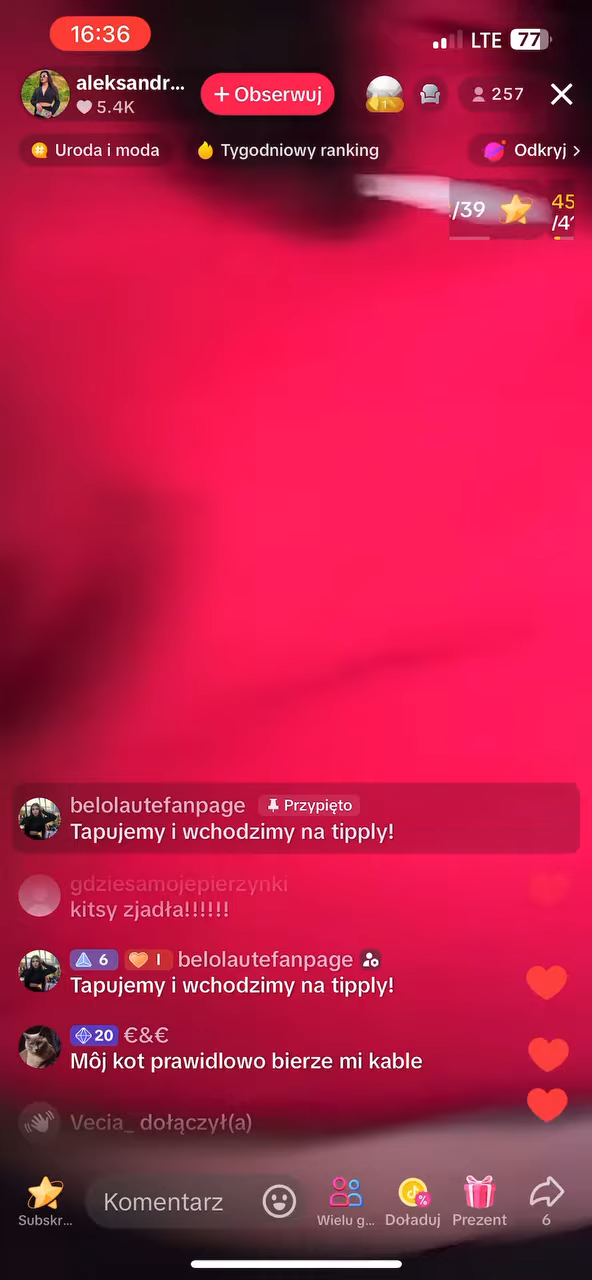 16:36
LTE 77
aleksandr...
5.4K
+ Obserwuj
1
257
Uroda i moda
Tygodniowy ranking
Odkryj >
/39
45
/41
belolautefanpage Przypięto
Tapujemy i wchodzimy na tipply!
gdziesamojepierzynki
kitsy zjadła!!!!!!
6 I belolautefanpage
Tapujemy i wchodzimy na tipply!
20 €&€
Môj kot prawidlowo bierze mi kable
Vecia_ dołączył(a)
Komentarz
Subskr...
Wielu g...
Doładuj
Prezent
6